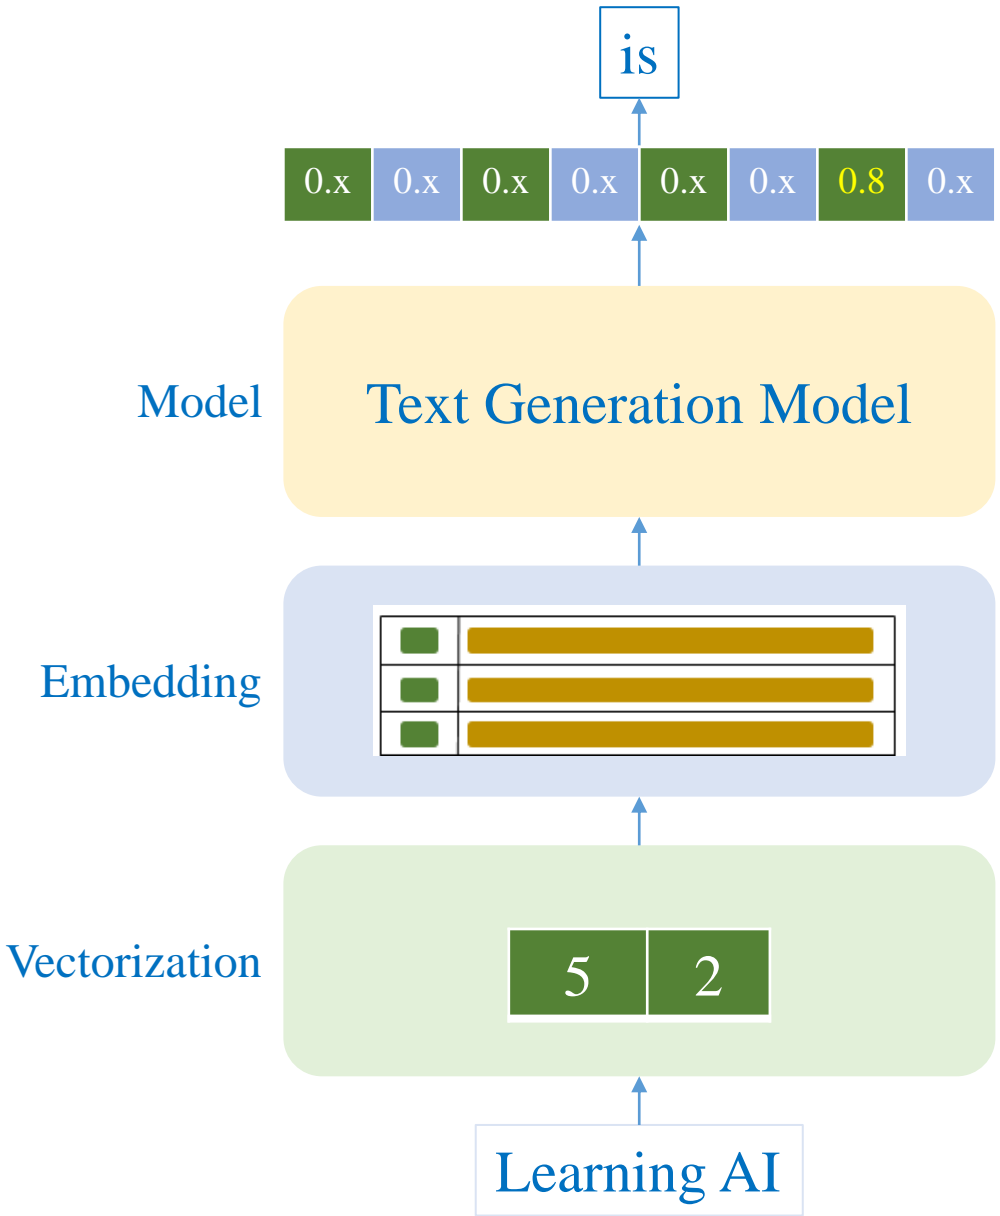 is
0.x 0.x 0.x 0.x 0.x 0.x 0.8 0.x
Model
Text Generation Model
Embedding
Vectorization
5 2
Learning AI